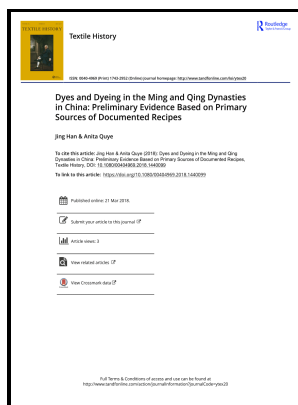 TEXTILE HISTORY
Routledge
Textile History
ISSN: 0040-4969 (Print) 1743-2952 (Online) Journal homepage: http://www.tandfonline.com/loi/ytex20
Dyes and Dyeing in the Ming and Qing Dynasties
in China: Preliminary Evidence Based on Primary
Sources of Documented Recipes
Jing Han & Anita Quye
To cite this article: Jing Han & Anita Quye (2018): Dyes and Dyeing in the Ming and Qing
Dynasties in China: Preliminary Evidence Based on Primary Sources of Documented Recipes,
Textile History, DOI: 10.1080/00404969.2018.1440099
To link to this article: https://doi.org/10.1080/00404969.2018.1440099
Published online: 21 Mar 2018.
Submit your article to this journal
Article views: 3
View related articles
View Crossmark data
Full Terms & Conditions of access and use can be found at
http://www.tandfonline.com/action/journalInformation?journalCode=ytex20